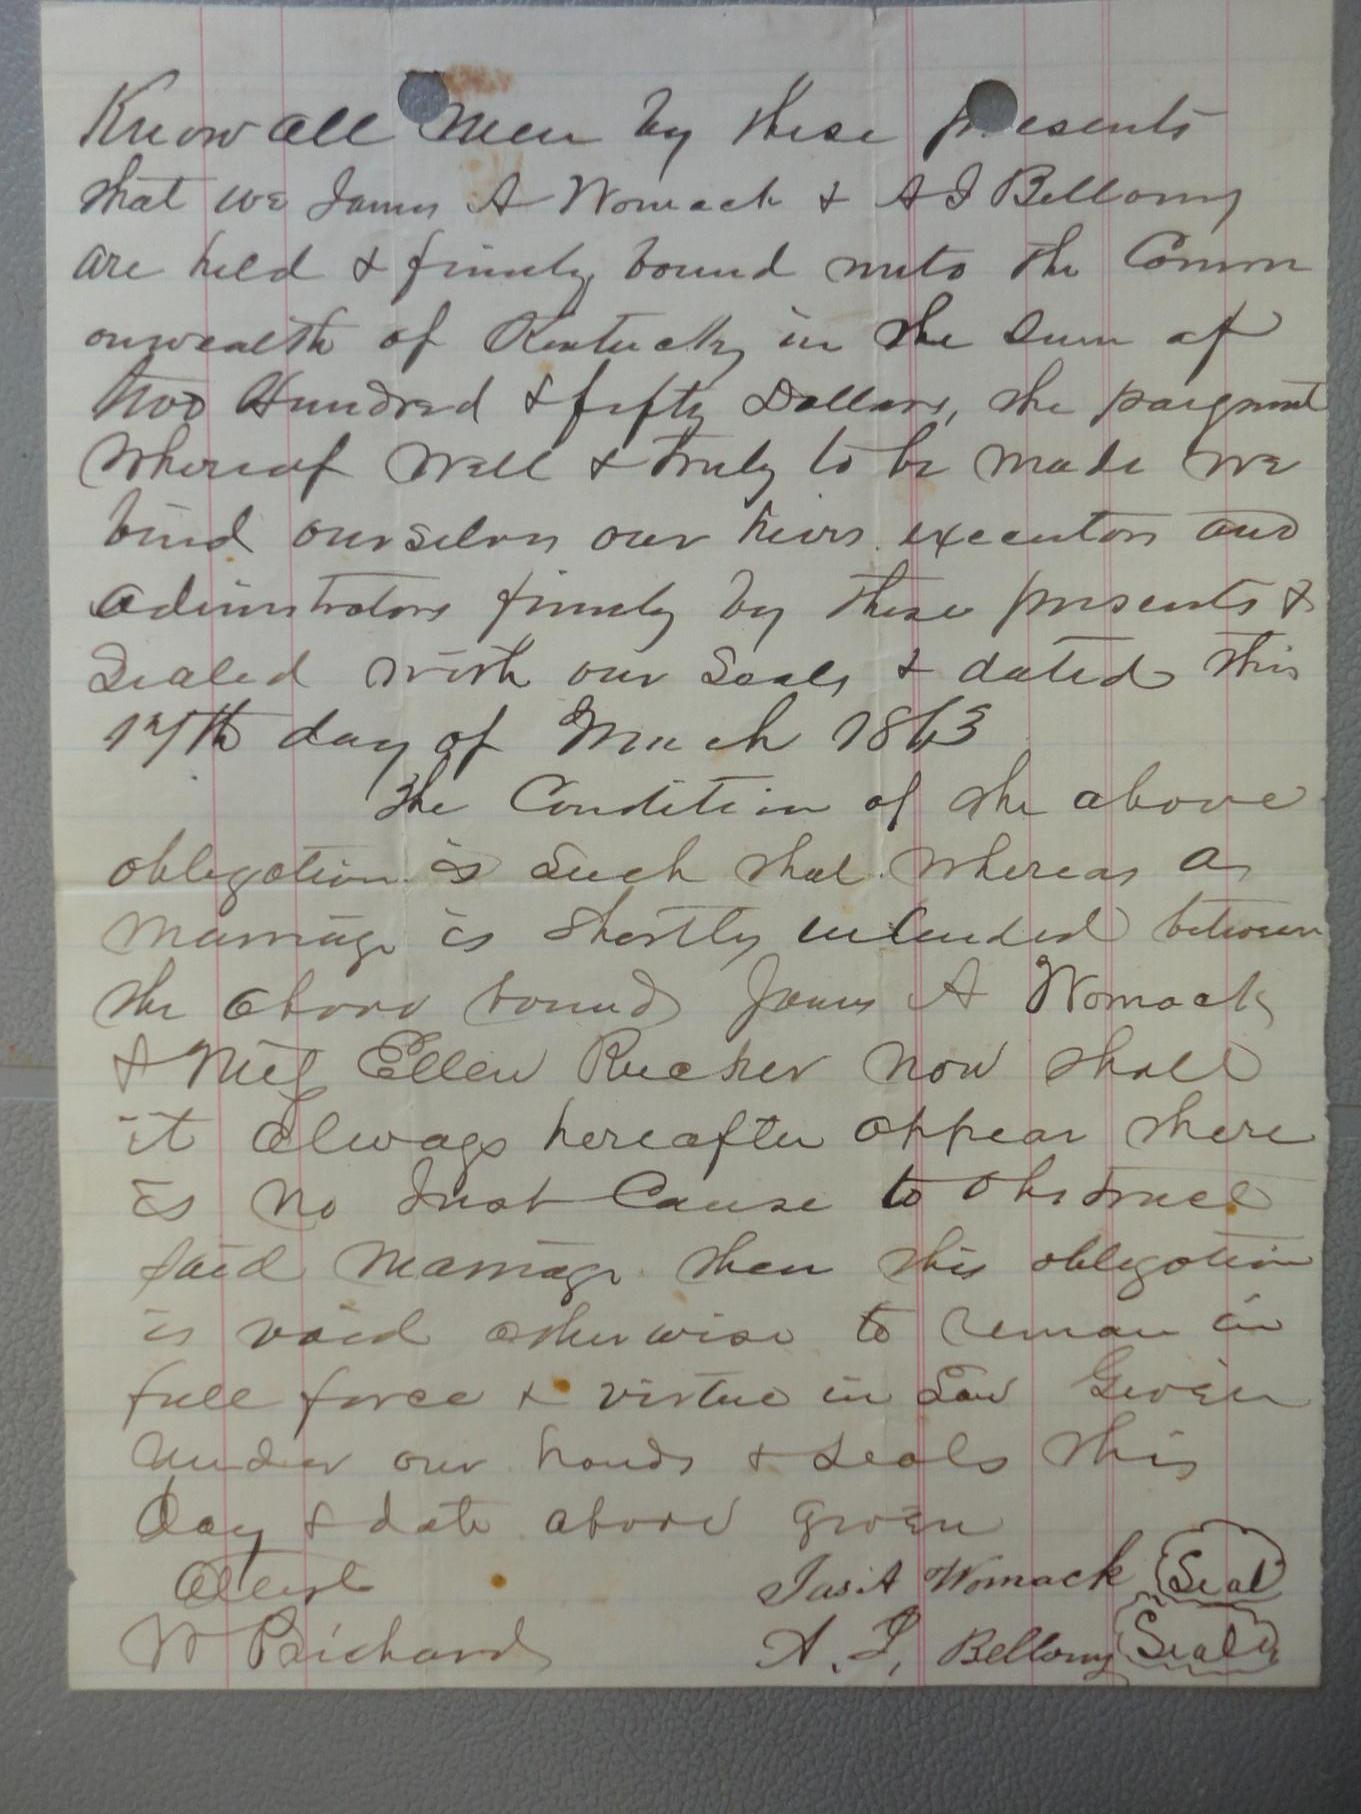 Know all Men by these presents
that we James A Womack & A J Bellomy
are held & firmly bound unto the Comm
onwealth of Kentucky in the Sum of
two Hundred & fifty Dollars, the paigment
Whereof Well & truly to be made we
bind ourselves our heirs executors and
adminstrators firmly by these presents &
Sealed with our Seals & dated this
17th day of March 1863
The Condition of the above
obligation is Such that whereas a
marriage is Shortly intended between
the above bound James A Womack
& Ellen Rucker now shall
it always hereafter appear there
is no Just Cause to obstruct
said Marriage then this obligation
is void otherwise to remain in
full force & virtue in Law Given
under our hands & seals this
day & date above given
Attest Jas A Womack Seal
W Prichard A. J. Bellomy Seal